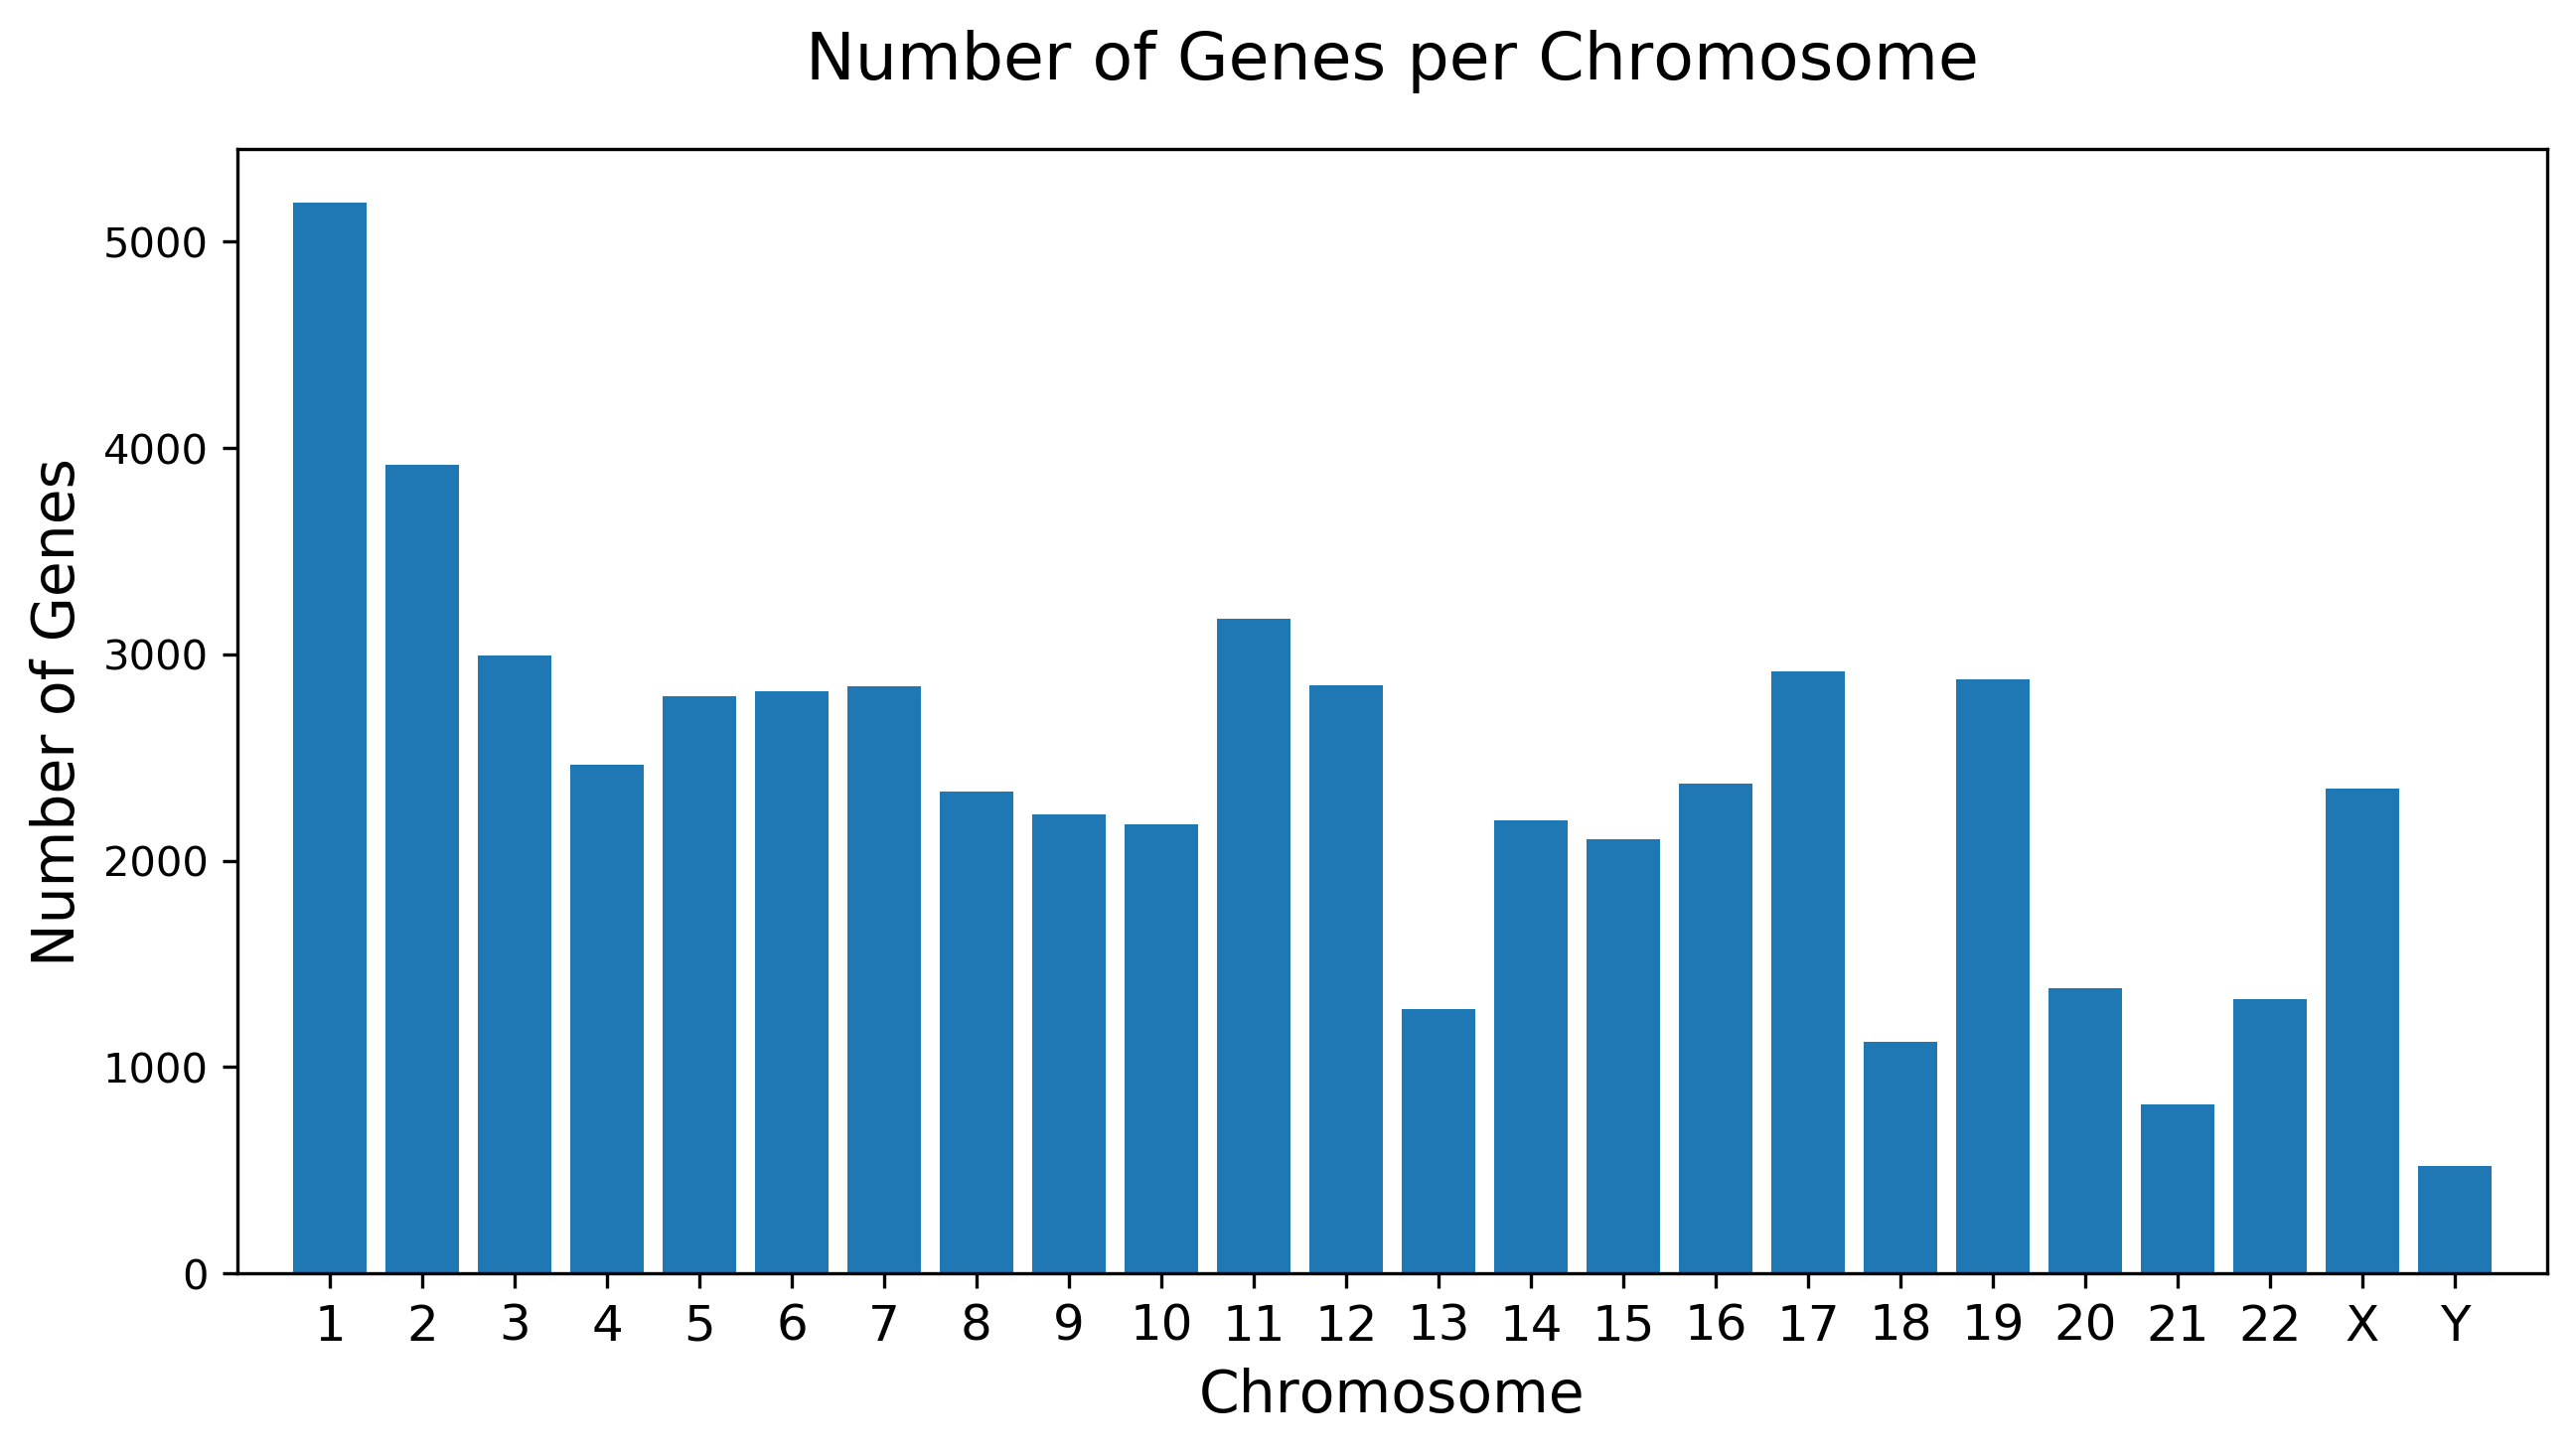 Number of Genes per Chromosome
Number of Genes
5000
4000
3000
2000
1000
0
1 2 3 4 5 6 7 8 9 10 11 12 13 14 15 16 17 18 19 20 21 22 X Y
Chromosome